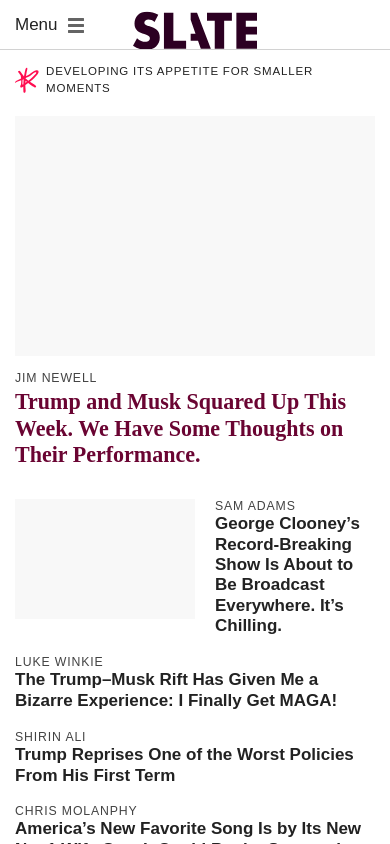 Menu
SLATE
DEVELOPING ITS APPETITE FOR SMALLER
MOMENTS
JIM NEWELL
Trump and Musk Squared Up This
Week. We Have Some Thoughts on
Their Performance.
SAM ADAMS
George Clooney’s
Record-Breaking
Show Is About to
Be Broadcast
Everywhere. It’s
Chilling.
LUKE WINKIE
The Trump–Musk Rift Has Given Me a
Bizarre Experience: I Finally Get MAGA!
SHIRIN ALI
Trump Reprises One of the Worst Policies
From His First Term
CHRIS MOLANPHY
America’s New Favorite Song Is by Its New